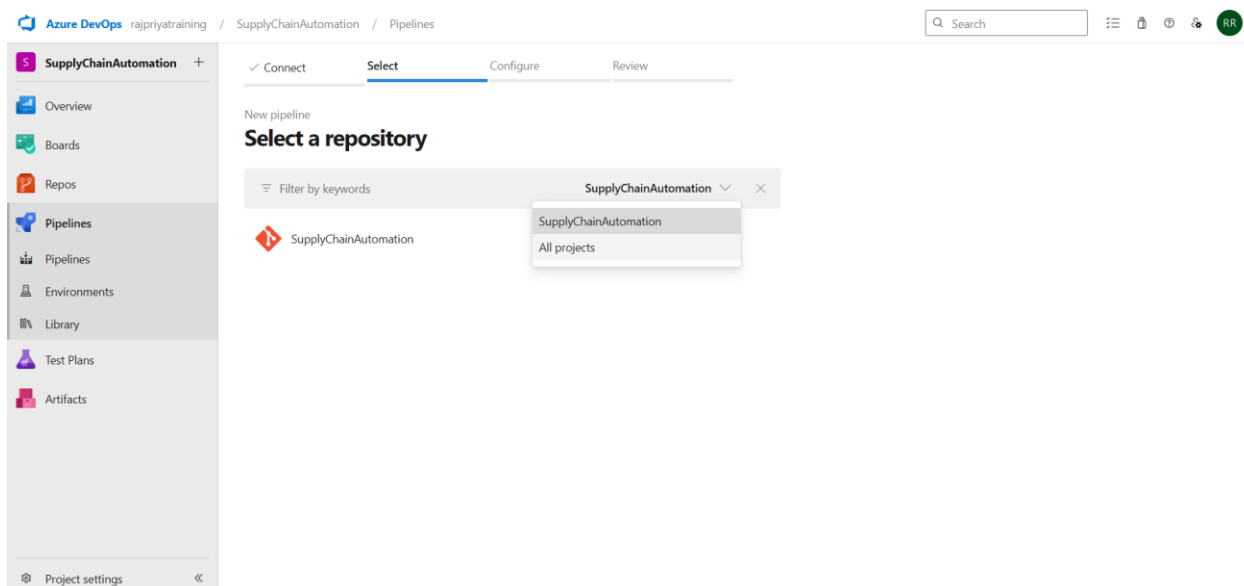 Azure DevOps rajpriyatraining / SupplyChainAutomation / Pipelines
Search
RR
S SupplyChainAutomation +
Overview
Boards
Repos
Pipelines
Pipelines
Environments
Library
Test Plans
Artifacts
Project settings
Connect Select Configure Review
New pipeline
Select a repository
Filter by keywords SupplyChainAutomation
SupplyChainAutomation
All projects
SupplyChainAutomation